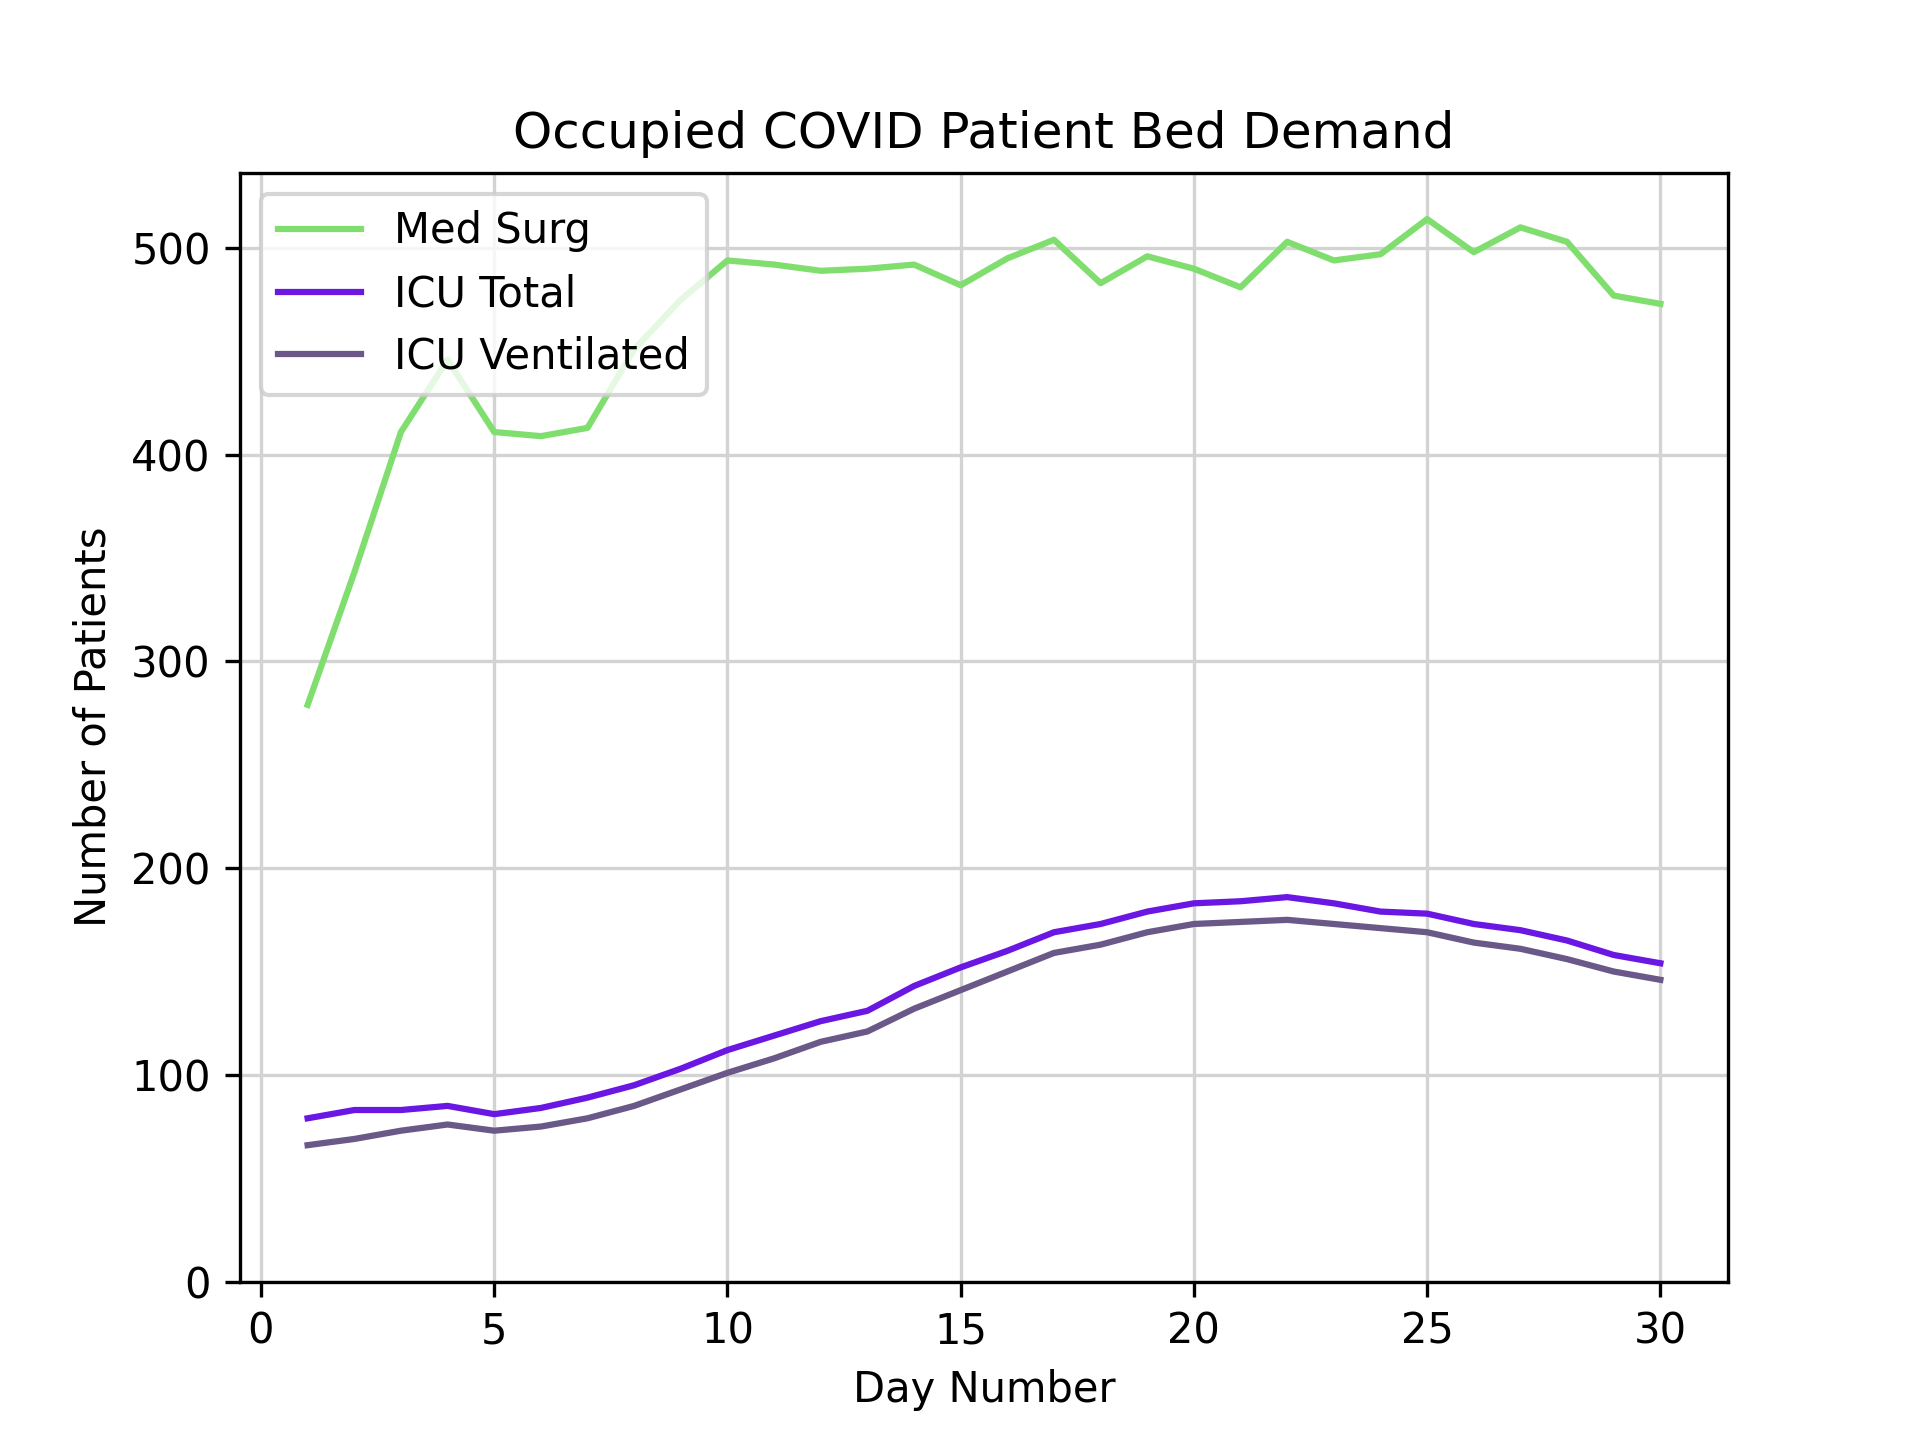 Occupied COVID Patient Bed Demand
Med Surg
ICU Total
ICU Ventilated
500
400
300
200
100
0
Number of Patients
0 5 10 15 20 25 30
Day Number